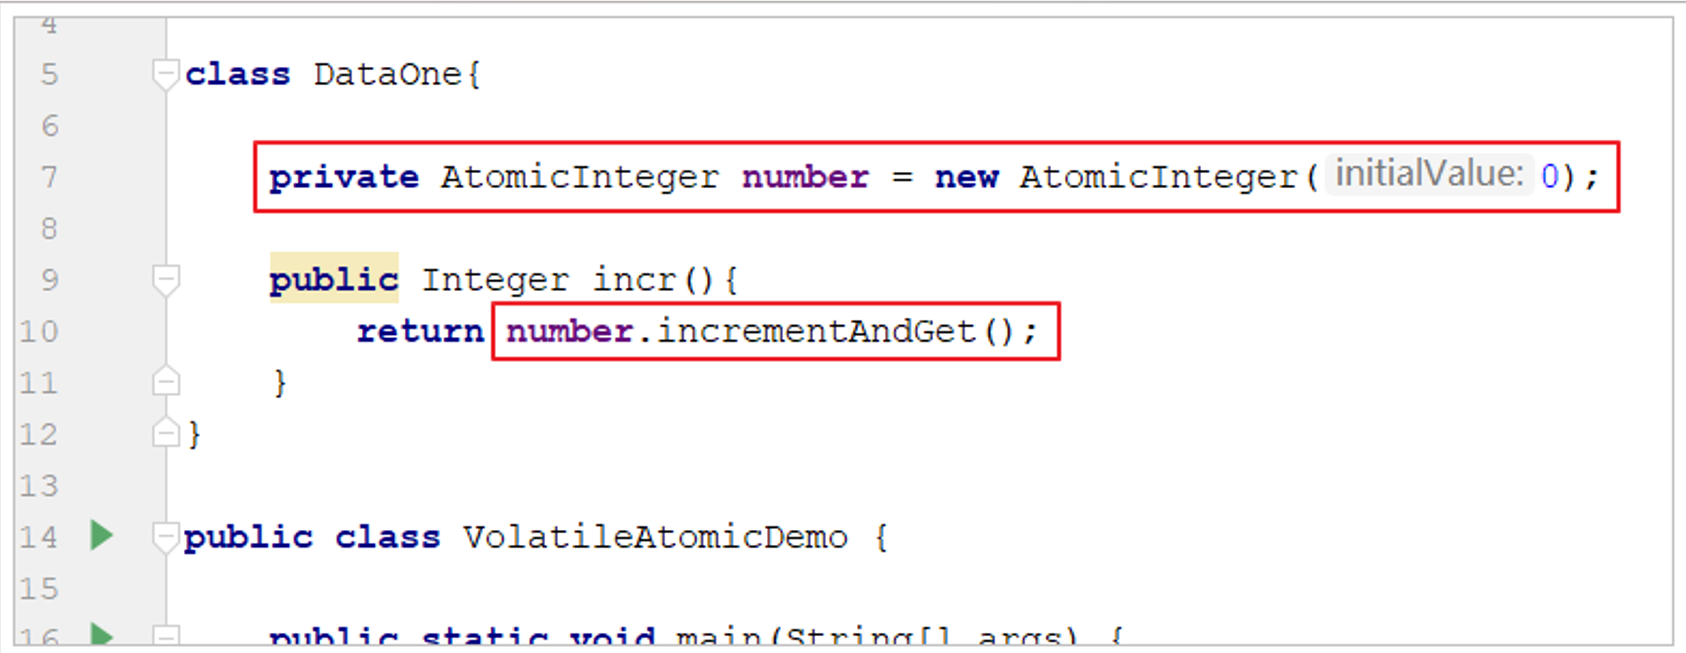 4
5 class DataOne{
6
7 private AtomicInteger number = new AtomicInteger( initialValue: 0);
8
9 public Integer incr(){
10 return number.incrementAndGet();
11 }
12 }
13
14 public class VolatileAtomicDemo {
15
16 public static void main(String[] args) {